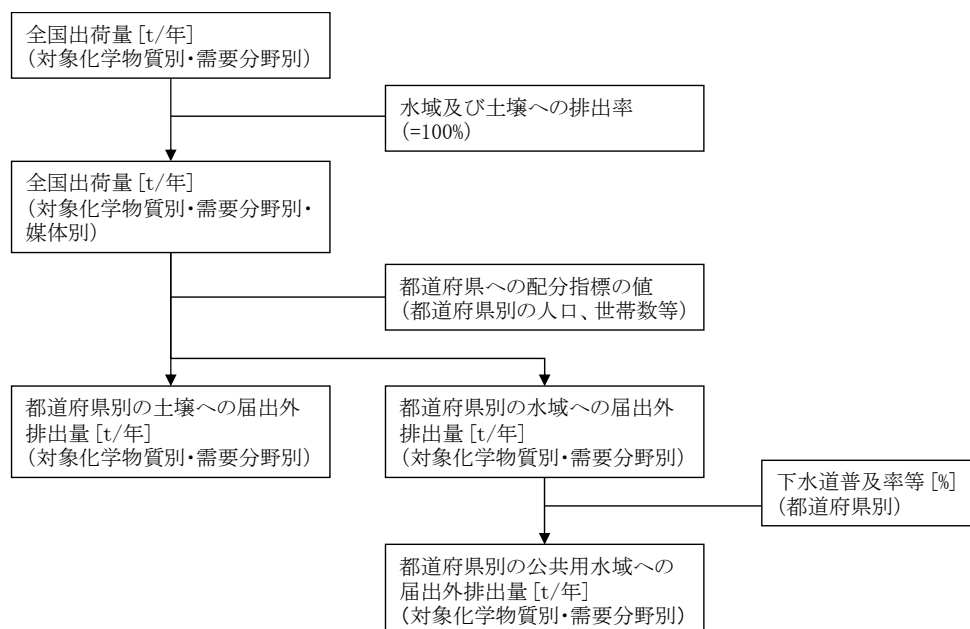 全国出荷量[t/年]
(対象化学物質別・需要分野別)
水域及び土壌への排出率
(=100%)
全国出荷量[t/年]
(対象化学物質別・需要分野別・
媒体別)
都道府県への配分指標の値
(都道府県別の人口、世帯数等)
都道府県別の土壌への届出外
排出量[t/年]
(対象化学物質別・需要分野別)
都道府県別の水域への届出外
排出量[t/年]
(対象化学物質別・需要分野別)
下水道普及率等[%]
(都道府県別)
都道府県別の公共用水域への
届出外排出量[t/年]
(対象化学物質別・需要分野別)